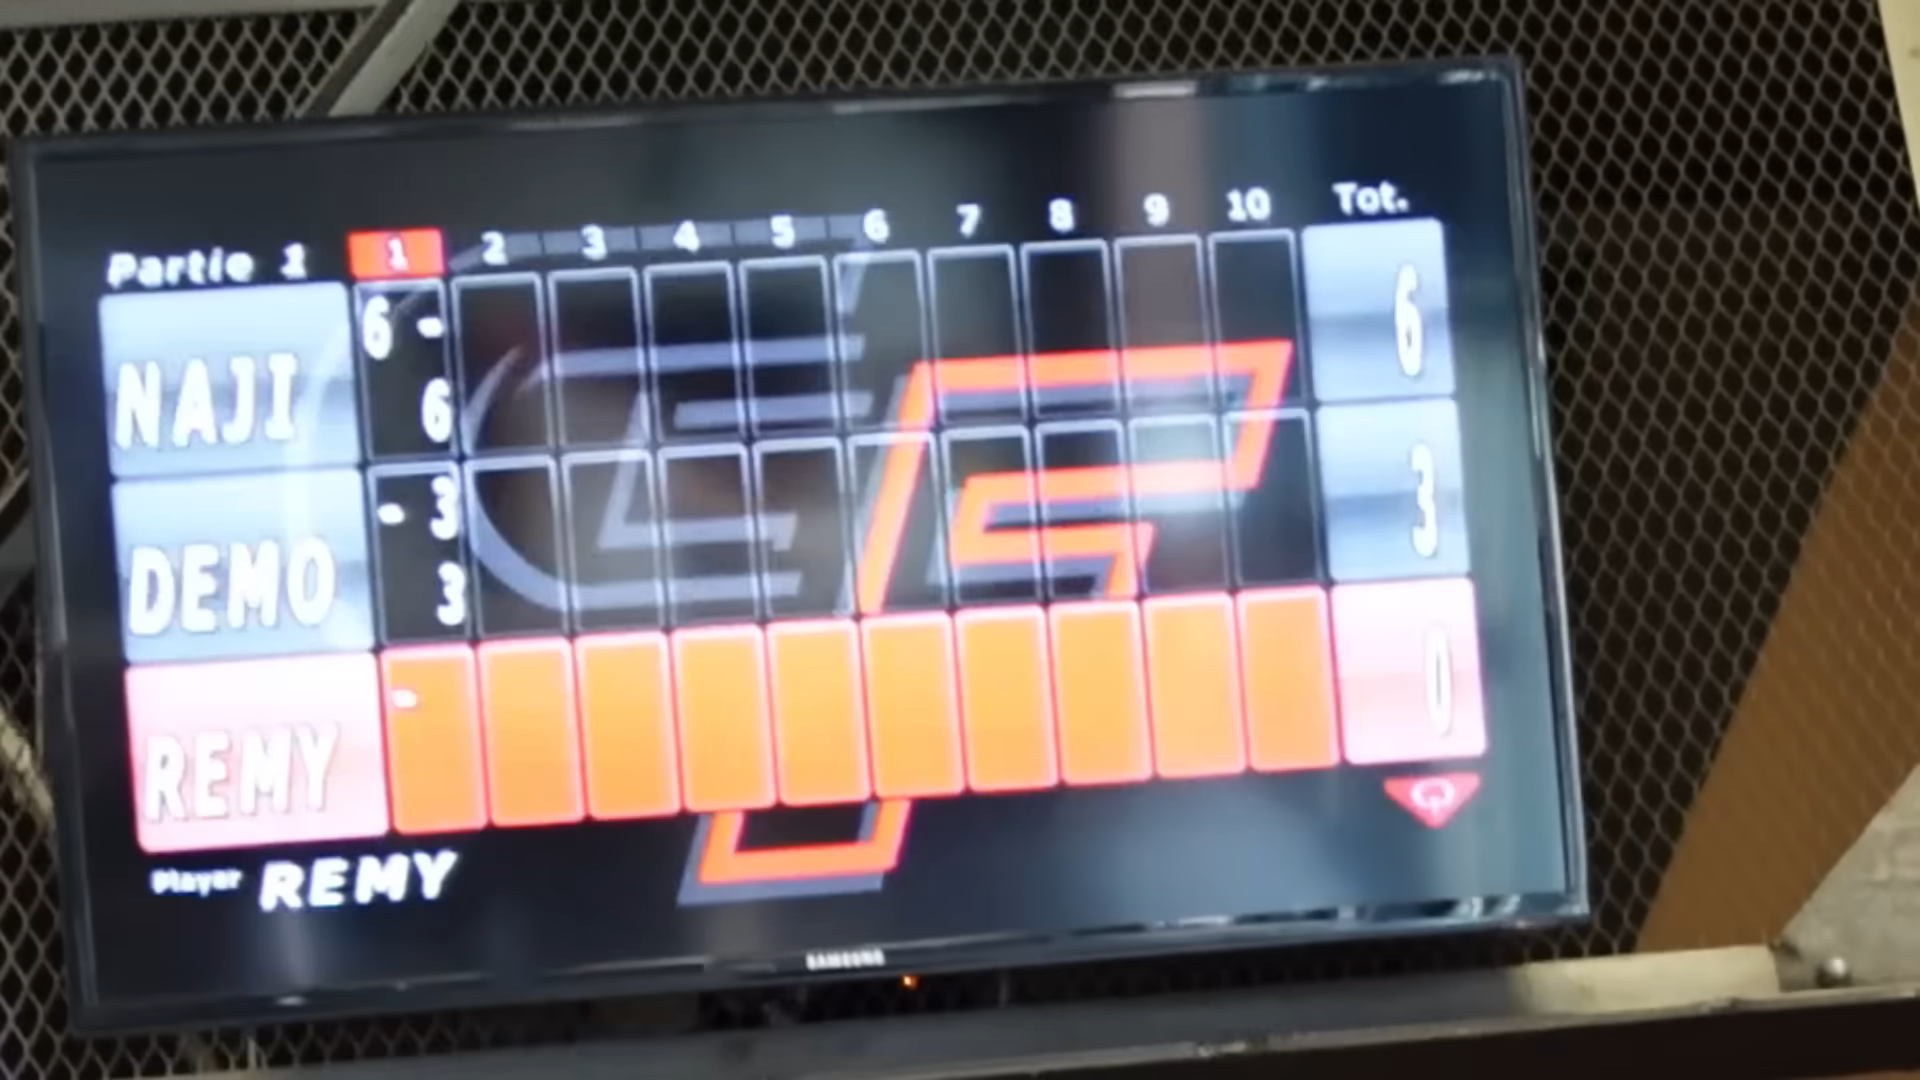 Partie 1 1 2 3 4 5 6 7 8 9 10 Tot.
6 - 6
NAJI 6
- 3 3
DEMO 3
- 0
REMY
Player REMY
SAMSUNG